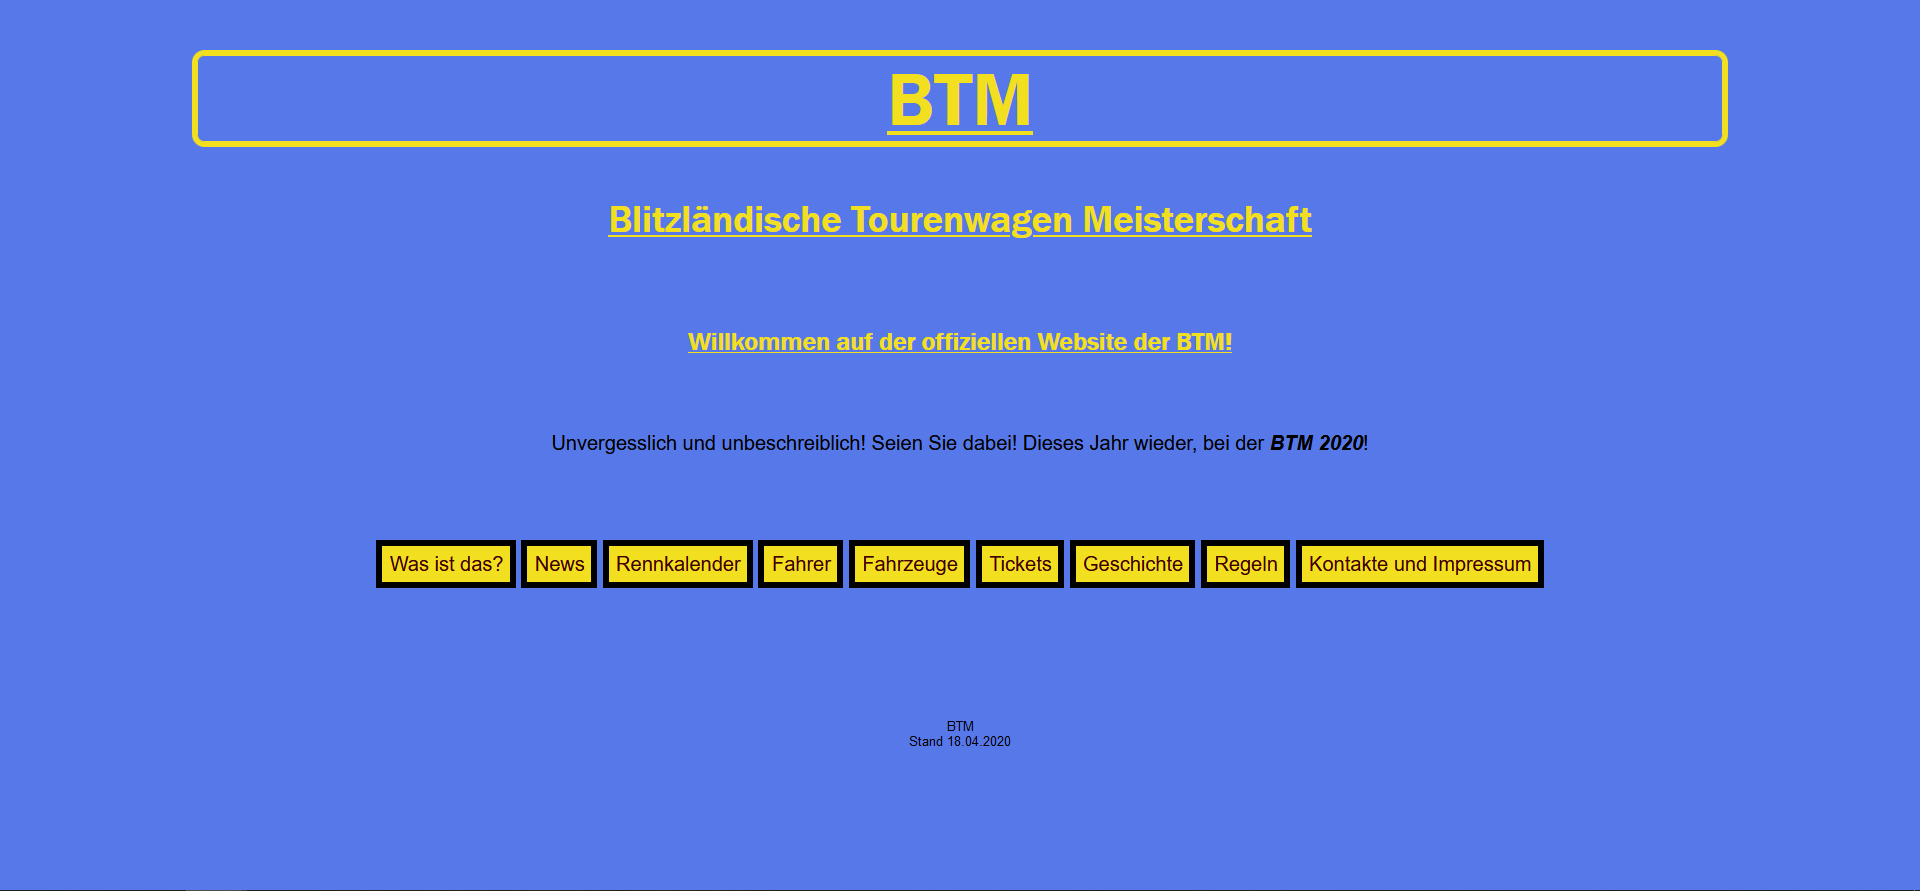 BTM
Blitzländische Tourenwagen Meisterschaft
Willkommen auf der offiziellen Website der BTM!
Unvergesslich und unbeschreiblich! Seien Sie dabei! Dieses Jahr wieder, bei der BTM 2020!
Was ist das? News Rennkalender Fahrer Fahrzeuge Tickets Geschichte Regeln Kontakte und Impressum
BTM
Stand 18.04.2020